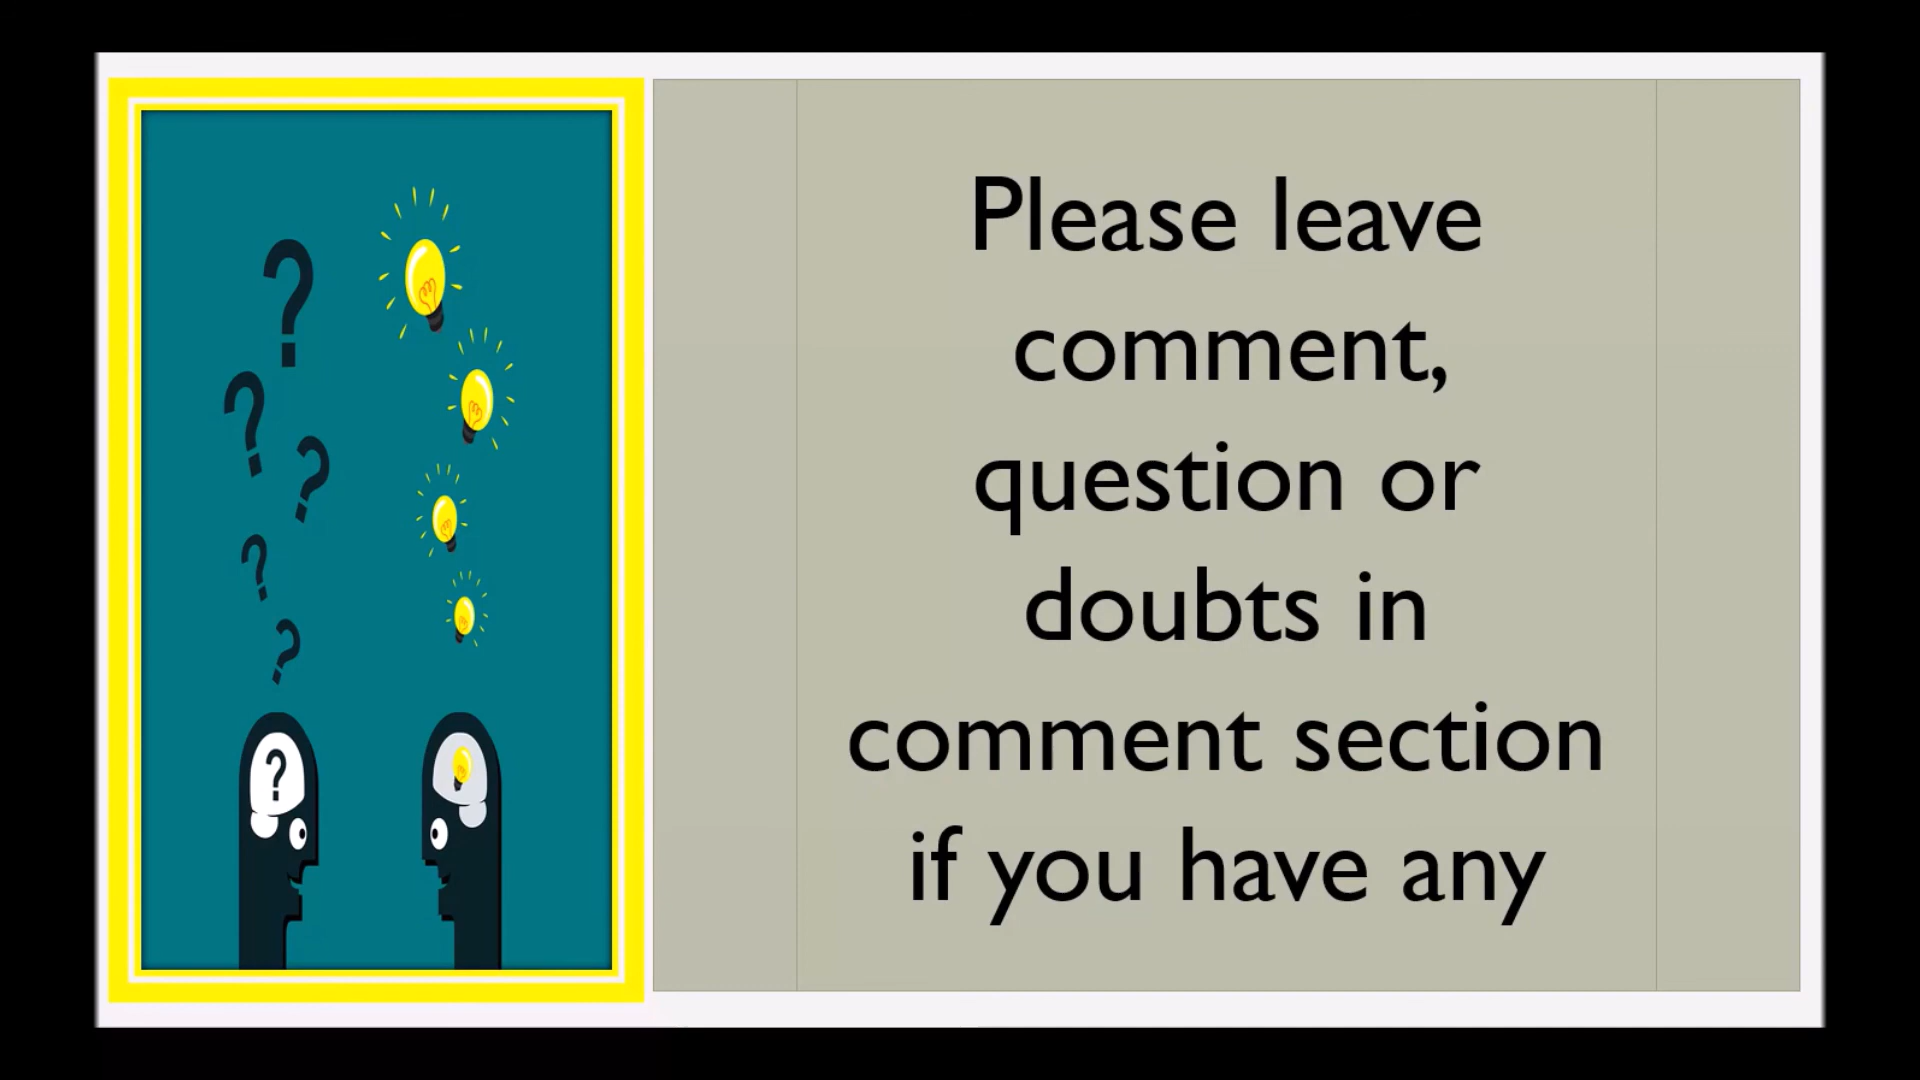 Please leave
comment,
question or
doubts in
comment section
if you have any